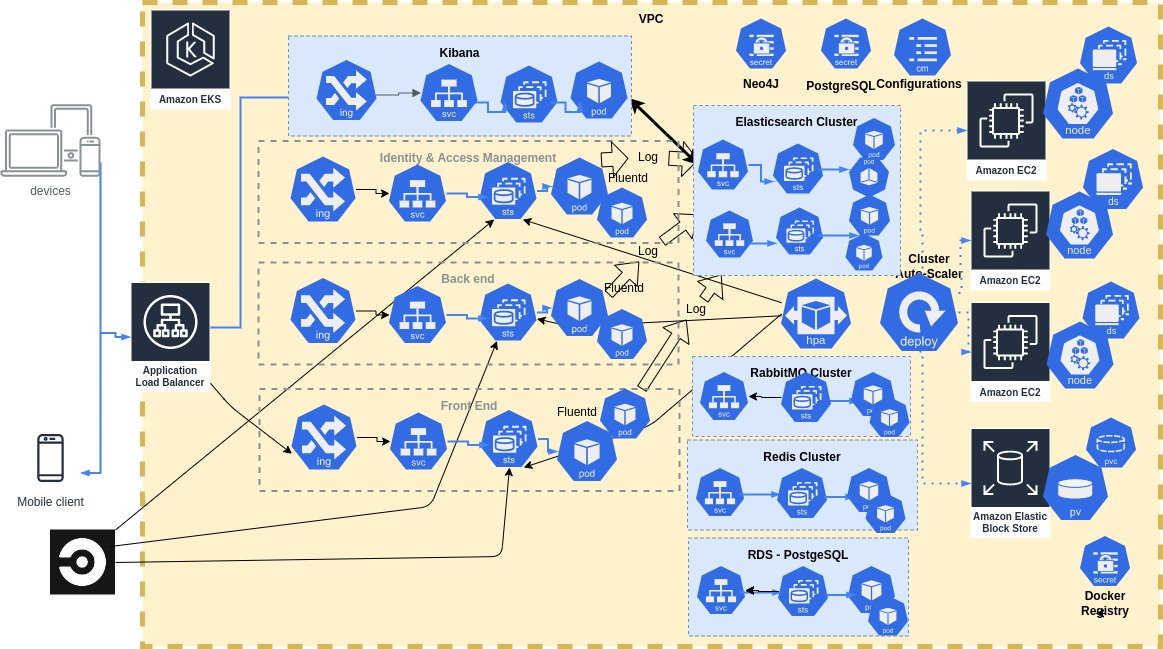 VPC
Amazon EKS
Kibana
ing
svc
sts
pod
secret
Neo4J
secret
PostgreSQL
cm
Configurations
ds
node
Amazon EC2
devices
Identity & Access Management
ing
svc
sts
pod
pod
Fluentd
Log
Elasticsearch Cluster
svc
sts
pod
pod
svc
sts
pod
pod
ds
node
Amazon EC2
Log
Back end
ing
svc
sts
pod
pod
Fluentd
Log
hpa
Cluster
Auto-Scaler
deploy
ds
node
Amazon EC2
Application
Load Balancer
Front End
ing
svc
sts
pod
pod
Fluentd
RabbitMQ Cluster
svc
sts
pod
Redis Cluster
svc
sts
pod
pvc
pv
Amazon Elastic
Block Store
Mobile client
RDS - PostgeSQL
svc
sts
pod
secret
Docker
Registry